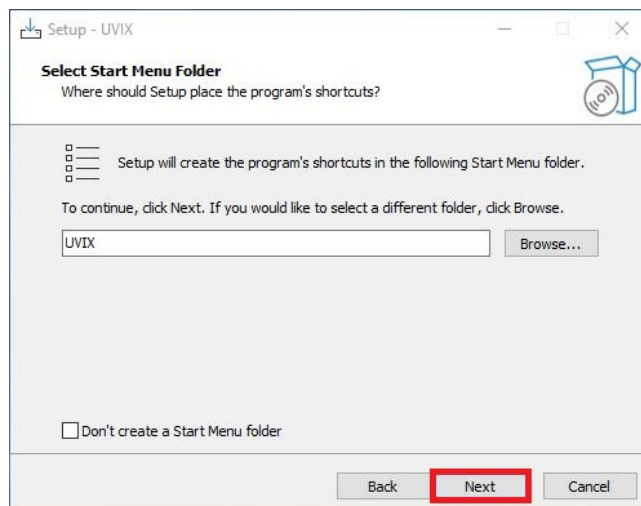 Setup - UVIX
Select Start Menu Folder
Where should Setup place the program's shortcuts?
Setup will create the program's shortcuts in the following Start Menu folder.
To continue, click Next. If you would like to select a different folder, click Browse.
UVIX
Browse...
Don't create a Start Menu folder
Back
Next
Cancel